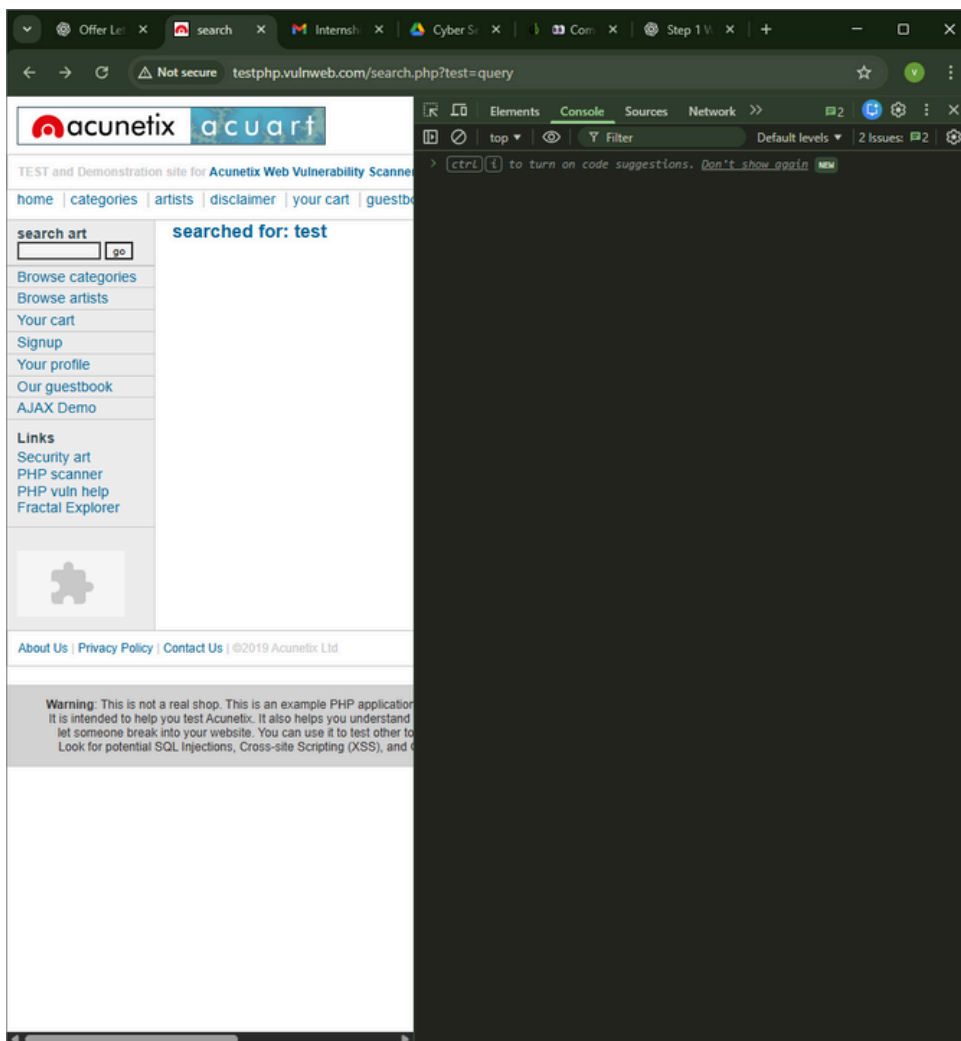 Offer Let
search
Internshi
Cyber Se
Com
Step 1 W
Not secure testphp.vulnweb.com/search.php?test=query
V
acunetix acuart
TEST and Demonstration site for Acunetix Web Vulnerability Scanner
home | categories | artists | disclaimer | your cart | guestbo
search art
go
Browse categories
Browse artists
Your cart
Signup
Your profile
Our guestbook
AJAX Demo
Links
Security art
PHP scanner
PHP vuln help
Fractal Explorer
searched for: test
About Us | Privacy Policy | Contact Us | ©2019 Acunetix Ltd
Warning: This is not a real shop. This is an example PHP application
It is intended to help you test Acunetix. It also helps you understand
let someone break into your website. You can use it to test other to
Look for potential SQL Injections, Cross-site Scripting (XSS), and
Elements Console Sources Network 2
top Filter Default levels 2 Issues: 2
ctrl i to turn on code suggestions. Don't show again NEW